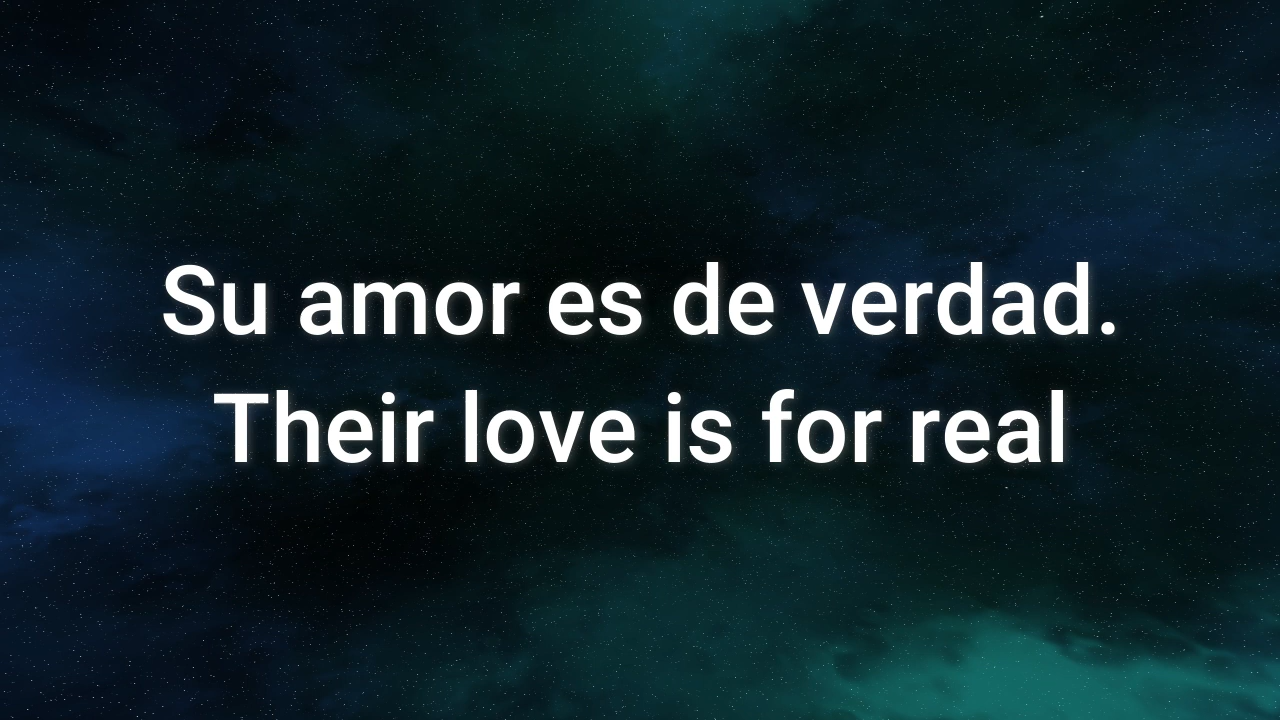 Su amor es de verdad.
Their love is for real